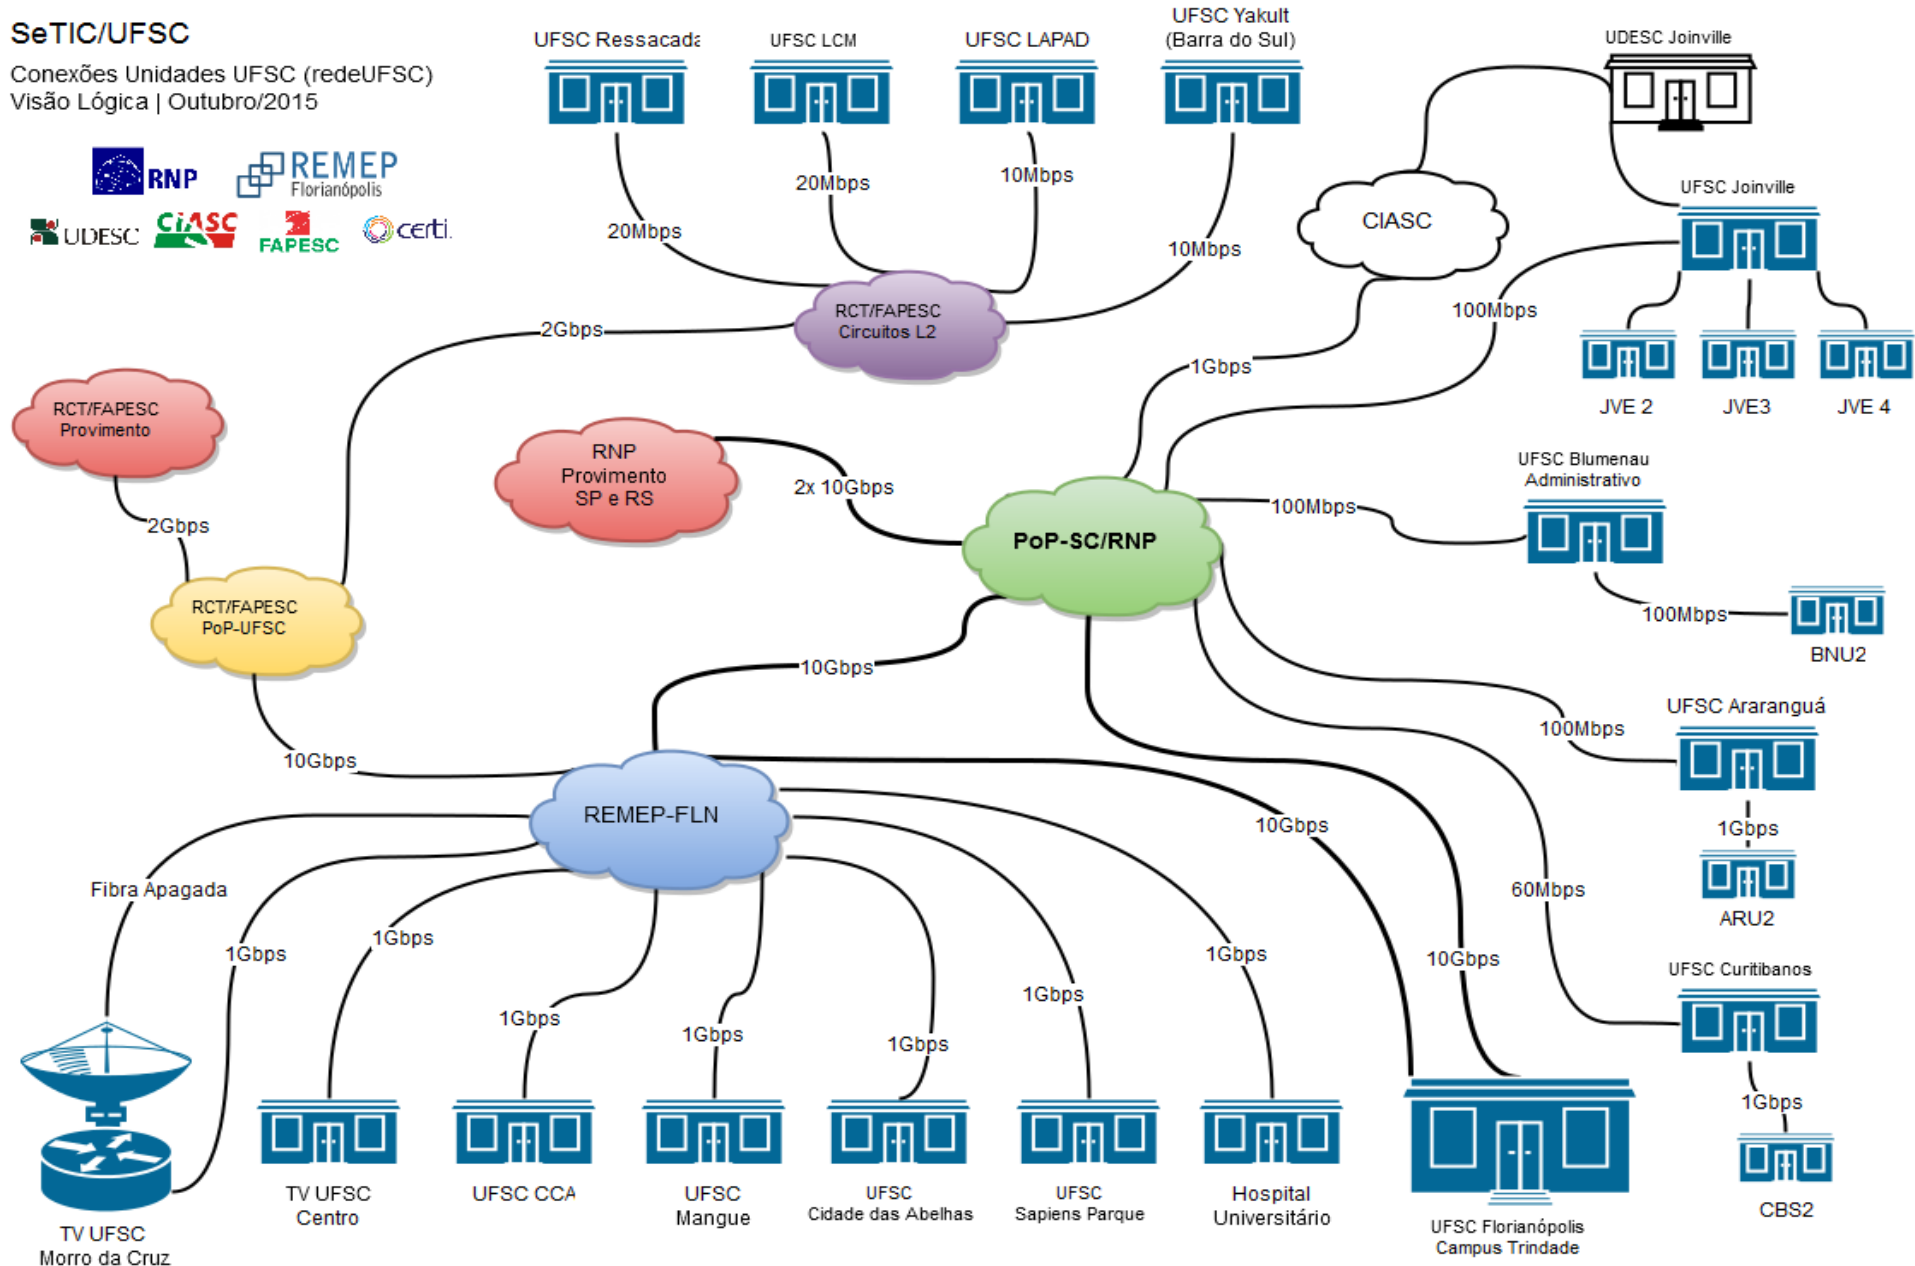 SeTIC/UFSC
Conexões Unidades UFSC (redeUFSC)
Visão Lógica | Outubro/2015
RNP
REMEP
Florianópolis
UDESC
CiASC
FAPESC
certi.
UFSC Ressacada
UFSC LCM
UFSC LAPAD
UFSC Yakult
(Barra do Sul)
UDESC Joinville
20Mbps
20Mbps
10Mbps
10Mbps
CIASC
UFSC Joinville
100Mbps
1Gbps
JVE 2
JVE3
JVE 4
RCT/FAPESC
Circuitos L2
2Gbps
RCT/FAPESC
Provimento
2Gbps
RNP
Provimento
SP e RS
2x 10Gbps
PoP-SC/RNP
100Mbps
UFSC Blumenau
Administrativo
100Mbps
BNU2
RCT/FAPESC
PoP-UFSC
10Gbps
10Gbps
UFSC Araranguá
100Mbps
1Gbps
ARU2
REMEP-FLN
10Gbps
60Mbps
10Gbps
UFSC Curitibanos
1Gbps
CBS2
Fibra Apagada
1Gbps
1Gbps
1Gbps
1Gbps
1Gbps
1Gbps
1Gbps
TV UFSC
Morro da Cruz
TV UFSC
Centro
UFSC CCA
UFSC
Mangue
UFSC
Cidade das Abelhas
UFSC
Sapiens Parque
Hospital
Universitário
UFSC Florianópolis
Campus Trindade